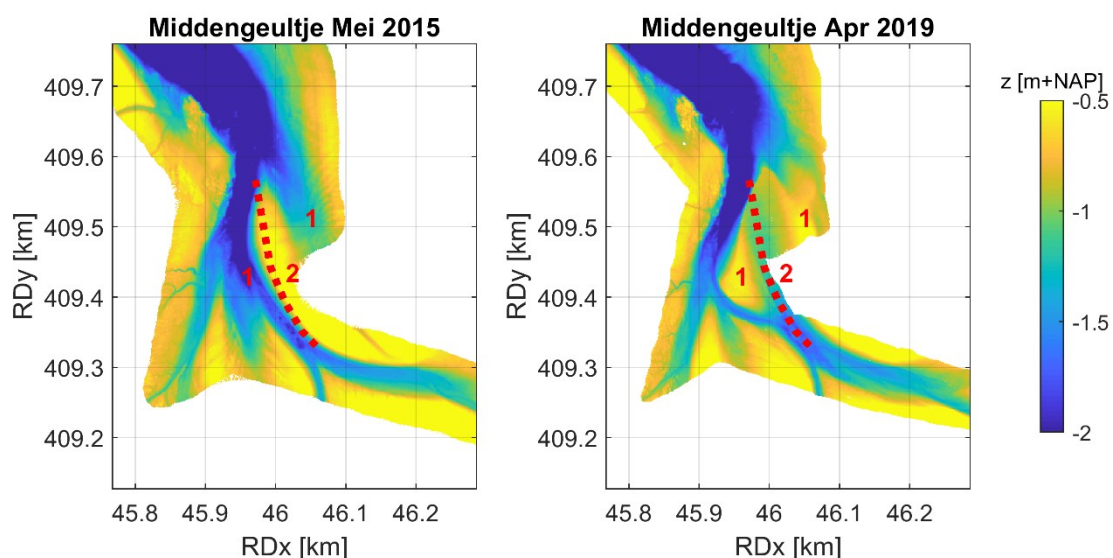 Middengeultje Mei 2015
409.7
409.6
409.5
409.4
409.3
409.2
RDy [km]
1
1
2
45.8 45.9 46 46.1 46.2
RDx [km]
Middengeultje Apr 2019
409.7
409.6
409.5
409.4
409.3
409.2
RDy [km]
1
1
2
45.8 45.9 46 46.1 46.2
RDx [km]
z [m+NAP]
-0.5
-1
-1.5
-2